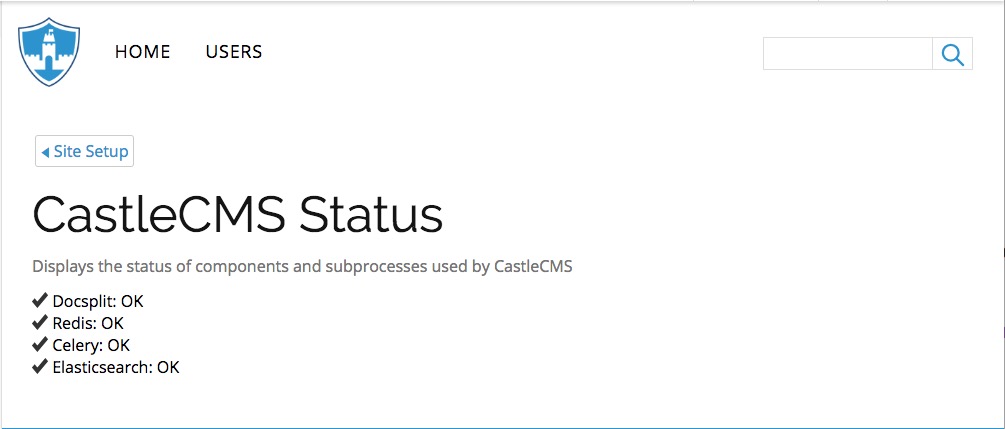 HOME USERS
Site Setup
CastleCMS Status
Displays the status of components and subprocesses used by CastleCMS
Docsplit: OK
Redis: OK
Celery: OK
Elasticsearch: OK